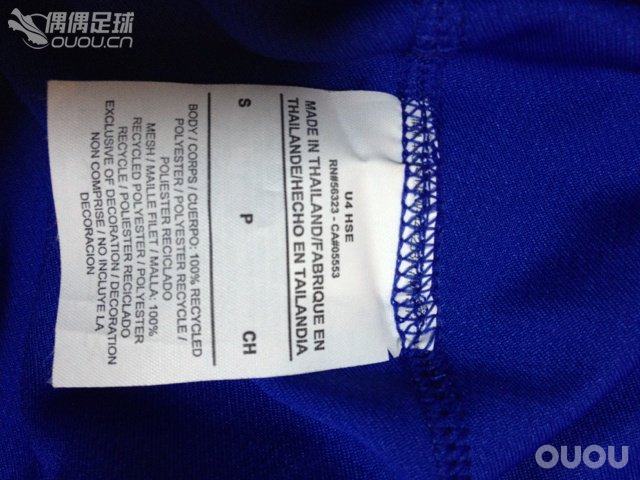 偶偶足球
OUOU.CN
U4 HSE
RN#56323 - CA#05553
MADE IN THAILAND/FABRIQUE EN
THAILANDE/HECHO EN TAILANDIA
S P CH
BODY / CORPS / CUERPO: 100% RECYCLED
POLYESTER / POLYESTER RECYCLE /
POLIESTER RECICLADO
MESH / MAILLE FILET / MALLA: 100%
RECYCLED POLYESTER / POLYESTER
RECYCLE / POLIESTER RECICLADO
EXCLUSIVE OF DECORATION / DECORATION
NON COMPRISE / NO INCLUYE LA
DECORACION
OUOU